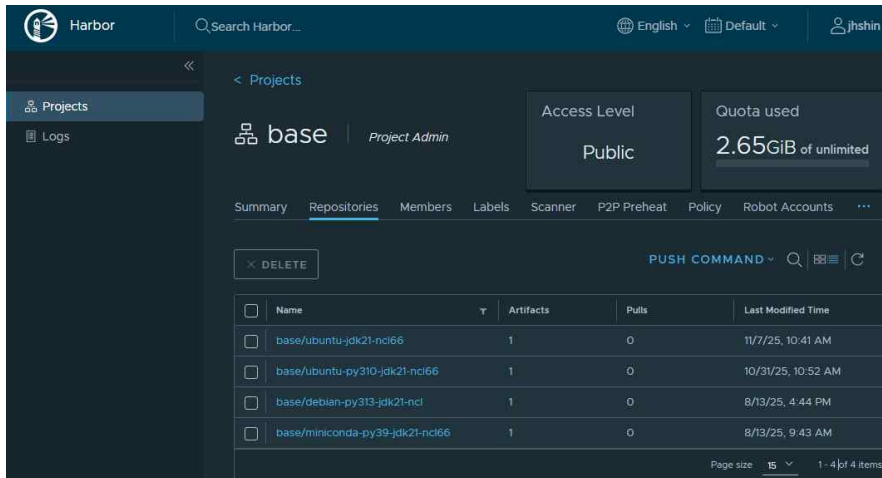 Harbor
Search Harbor...
English
Default
jhshin
< Projects
Projects
Logs
base
Project Admin
Access Level
Public
Quota used
2.65GiB of unlimited
Summary Repositories Members Labels Scanner P2P Preheat Policy Robot Accounts ...
× DELETE
PUSH COMMAND
Name Artifacts Pulls Last Modified Time
base/ubuntu-jdk21-ncl66 1 0 11/7/25, 10:41 AM
base/ubuntu-py310-jdk21-ncl66 1 0 10/31/25, 10:52 AM
base/debian-py313-jdk21-ncl 1 0 8/13/25, 4:44 PM
base/miniconda-py39-jdk21-ncl66 1 0 8/13/25, 9:43 AM
Page size 15 1 - 4 of 4 items